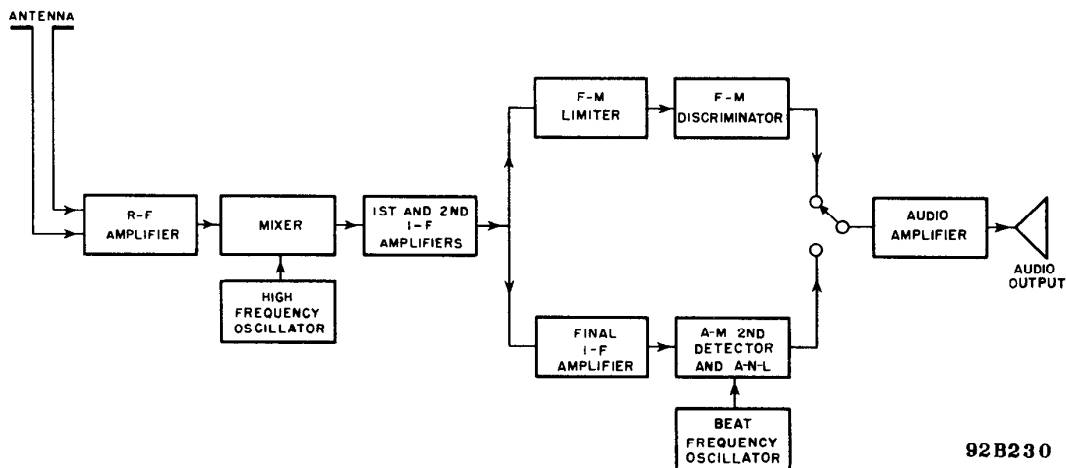 ANTENNA
R-F
AMPLIFIER
MIXER
HIGH
FREQUENCY
OSCILLATOR
1ST AND 2ND
I-F
AMPLIFIERS
F-M
LIMITER
F-M
DISCRIMINATOR
FINAL
I-F
AMPLIFIER
A-M 2ND
DETECTOR
AND A-N-L
BEAT
FREQUENCY
OSCILLATOR
AUDIO
AMPLIFIER
AUDIO
OUTPUT
92B230